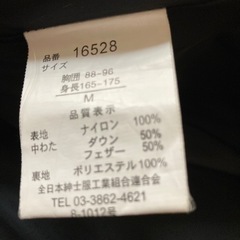 品番 16528
サイズ
胸囲 88-96
身長165-175
M
品質表示
表地 ナイロン 100%
中わた ダウン 50%
フェザー 50%
裏地 ポリエステル 100%
全日本紳士服工業組合連合会
TEL 03-3862-4621
8-1012号